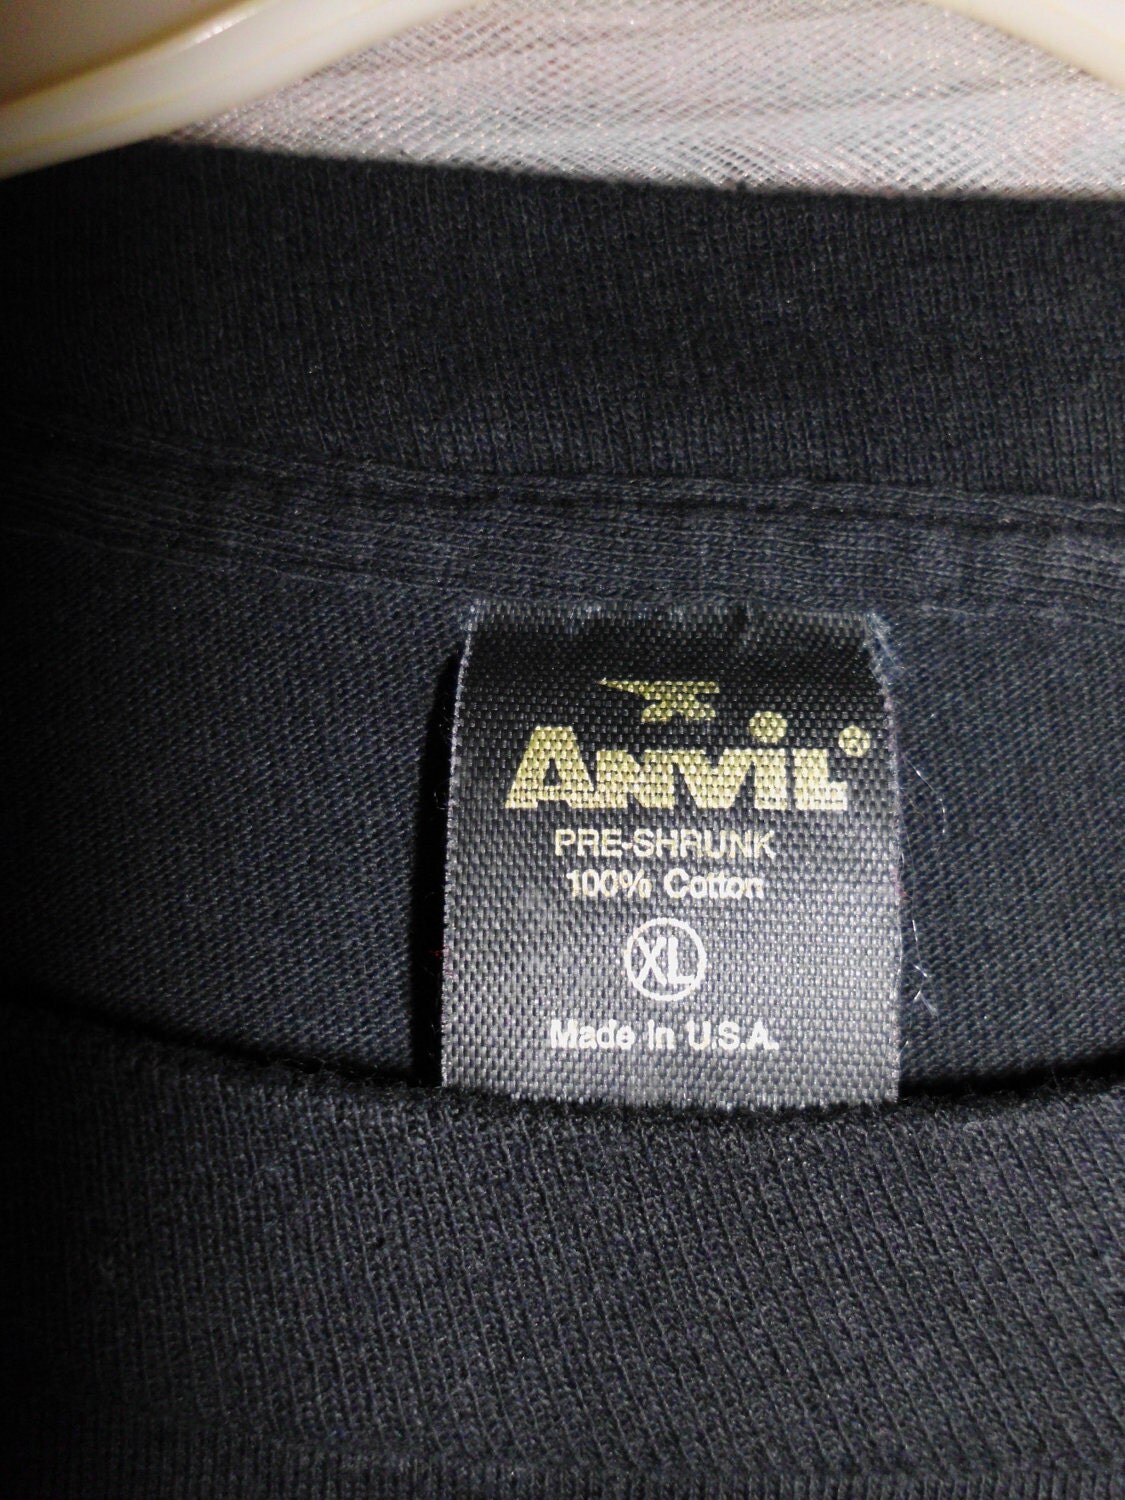 ANViL®
PRE-SHRUNK
100% Cotton
XL
Made in U.S.A.